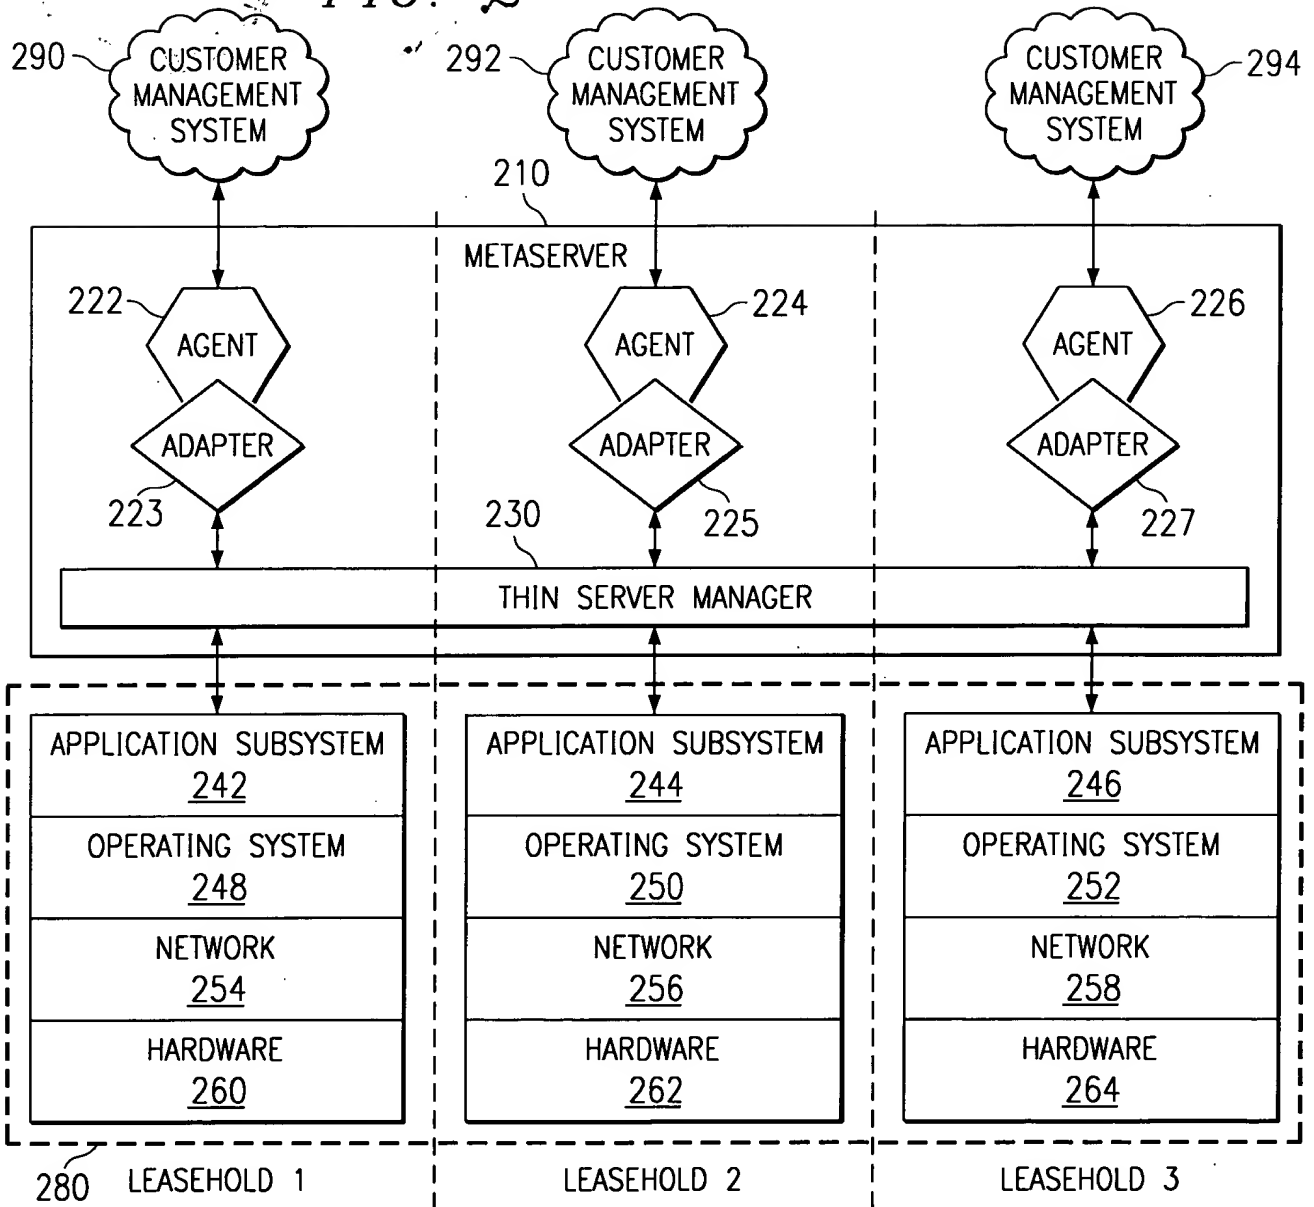 FIG. 2
290
CUSTOMER
MANAGEMENT
SYSTEM
292
CUSTOMER
MANAGEMENT
SYSTEM
CUSTOMER
MANAGEMENT
SYSTEM
294
210
METASERVER
222
AGENT
ADAPTER
223
224
AGENT
ADAPTER
225
226
AGENT
ADAPTER
227
230
THIN SERVER MANAGER
APPLICATION SUBSYSTEM
242
OPERATING SYSTEM
248
NETWORK
254
HARDWARE
260
APPLICATION SUBSYSTEM
244
OPERATING SYSTEM
250
NETWORK
256
HARDWARE
262
APPLICATION SUBSYSTEM
246
OPERATING SYSTEM
252
NETWORK
258
HARDWARE
264
280
LEASEHOLD 1
LEASEHOLD 2
LEASEHOLD 3